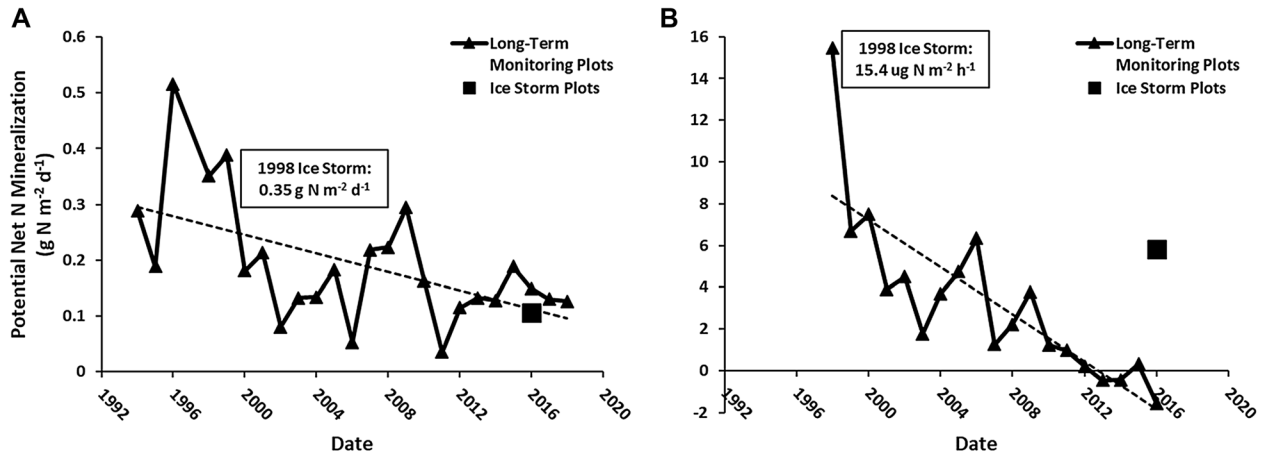 A
Potential Net N Mineralization
(g N m-2 d-1)
0.6
0.5
0.4
0.3
0.2
0.1
0
Long-Term
Monitoring Plots
Ice Storm Plots
1998 Ice Storm:
0.35 g N m-2 d-1
1992
1996
2000
2004
2008
2012
2016
2020
Date
B
16
14
12
10
8
6
4
2
0
-2
1998 Ice Storm:
15.4 ug N m-2 h-1
Long-Term
Monitoring Plots
Ice Storm Plots
1992
1996
2000
2004
2008
2012
2016
2020
Date